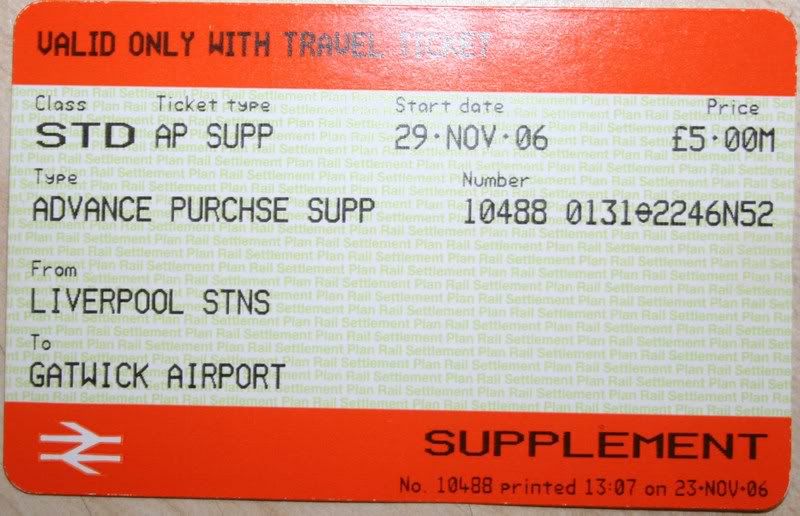 VALID ONLY WITH TRAVEL TICKET
Class Ticket type Start date Price
STD AP SUPP 29·NOV·06 £5·00M
Type Number
ADVANCE PURCHSE SUPP 10488 0131⊖2246N52
From
LIVERPOOL STNS
To
GATWICK AIRPORT
SUPPLEMENT
No. 10488 printed 13:07 on 23·NOV·06